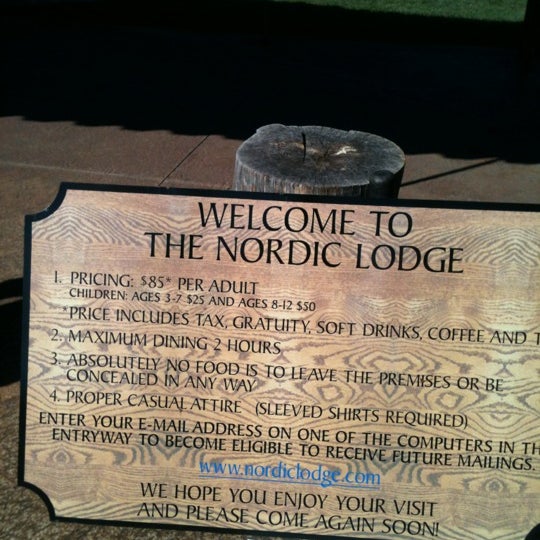 WELCOME TO
THE NORDIC LODGE
1. PRICING: $85* PER ADULT
CHILDREN: AGES 3-7 $25 AND AGES 8-12 $50
*PRICE INCLUDES TAX, GRATUITY, SOFT DRINKS, COFFEE AND
2. MAXIMUM DINING 2 HOURS
3. ABSOLUTELY NO FOOD IS TO LEAVE THE PREMISES OR BE
CONCEALED IN ANY WAY
4. PROPER CASUAL ATTIRE (SLEEVED SHIRTS REQUIRED)
ENTER YOUR E-MAIL ADDRESS ON ONE OF THE COMPUTERS IN
ENTRYWAY TO BECOME ELIGIBLE TO RECEIVE FUTURE MAILINGS.
www.nordiclodge.com
WE HOPE YOU ENJOY YOUR VISIT
AND PLEASE COME AGAIN SOON!